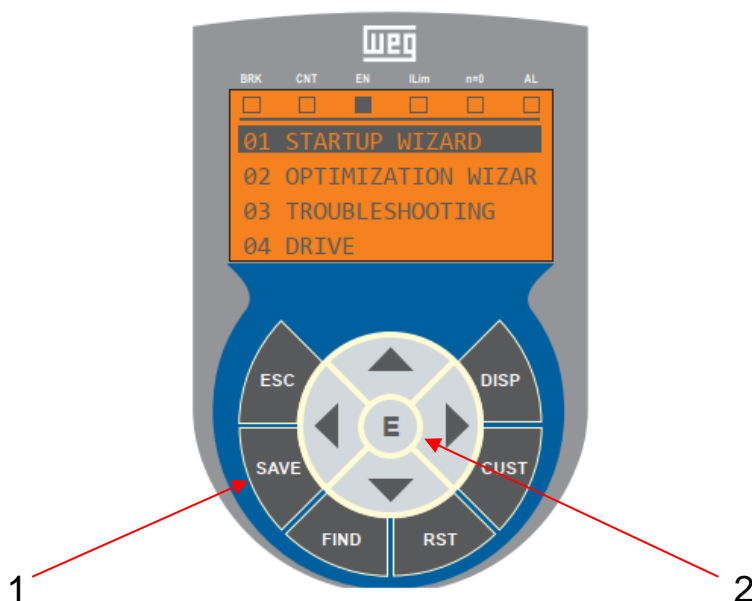 WEG
BRK CNT EN ILim n=0 AL
01 STARTUP WIZARD
02 OPTIMIZATION WIZAR
03 TROUBLESHOOTING
04 DRIVE
ESC DISP
E
SAVE CUST
FIND RST
1 2